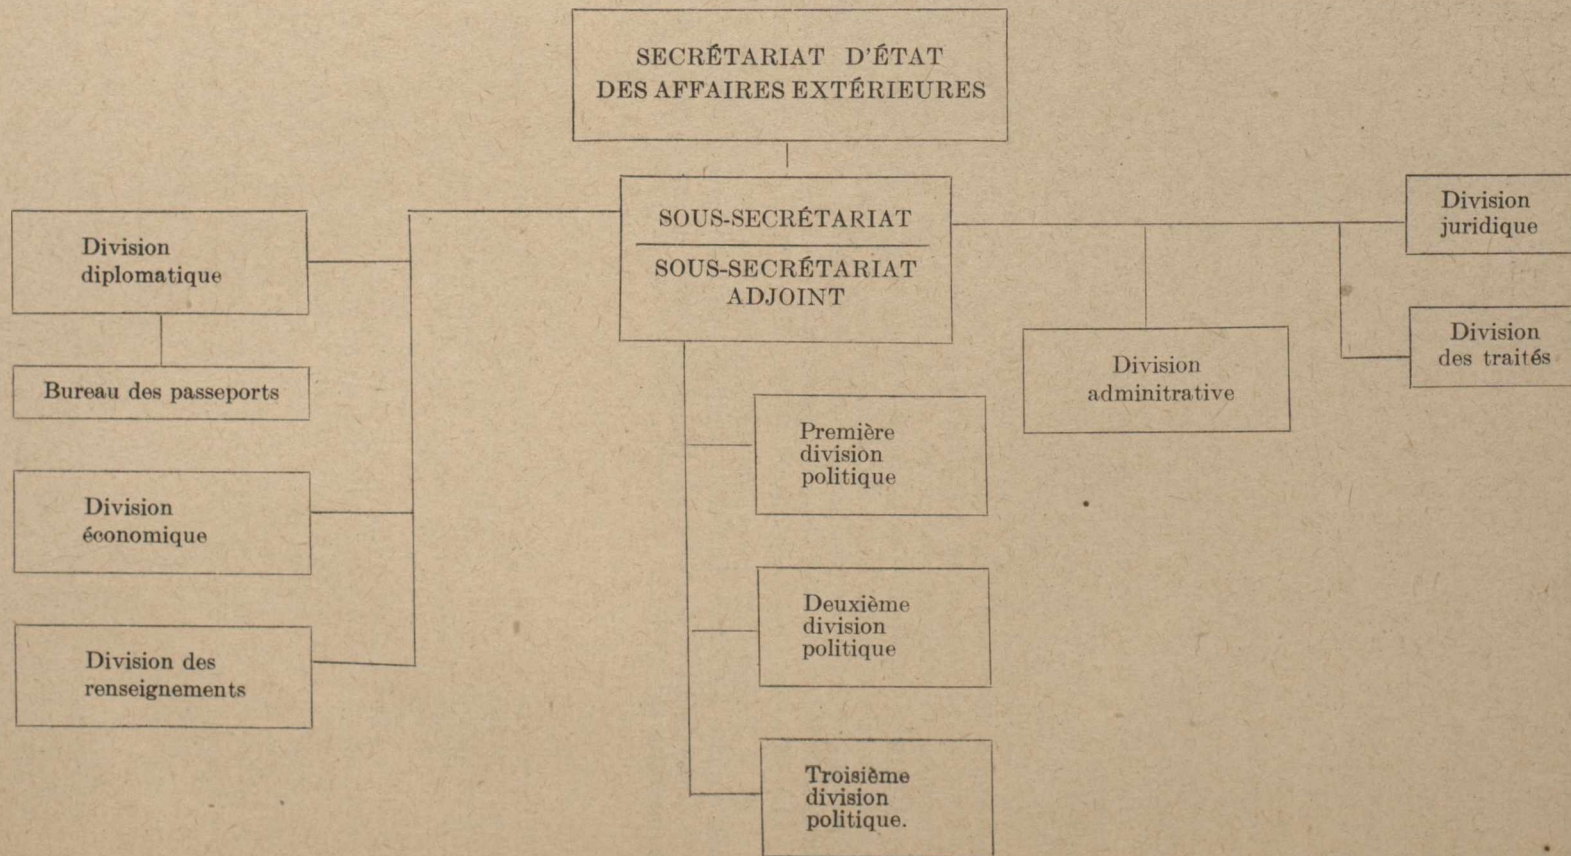 SECRÉTARIAT D'ÉTAT
DES AFFAIRES EXTÉRIEURES
SOUS-SECRÉTARIAT
SOUS-SECRÉTARIAT
ADJOINT
Division
diplomatique
Bureau des passeports
Division
économique
Division des
renseignements
Première
division
politique
Deuxième
division
politique
Troisième
division
politique.
Division
adminitrative
Division
juridique
Division
des traités